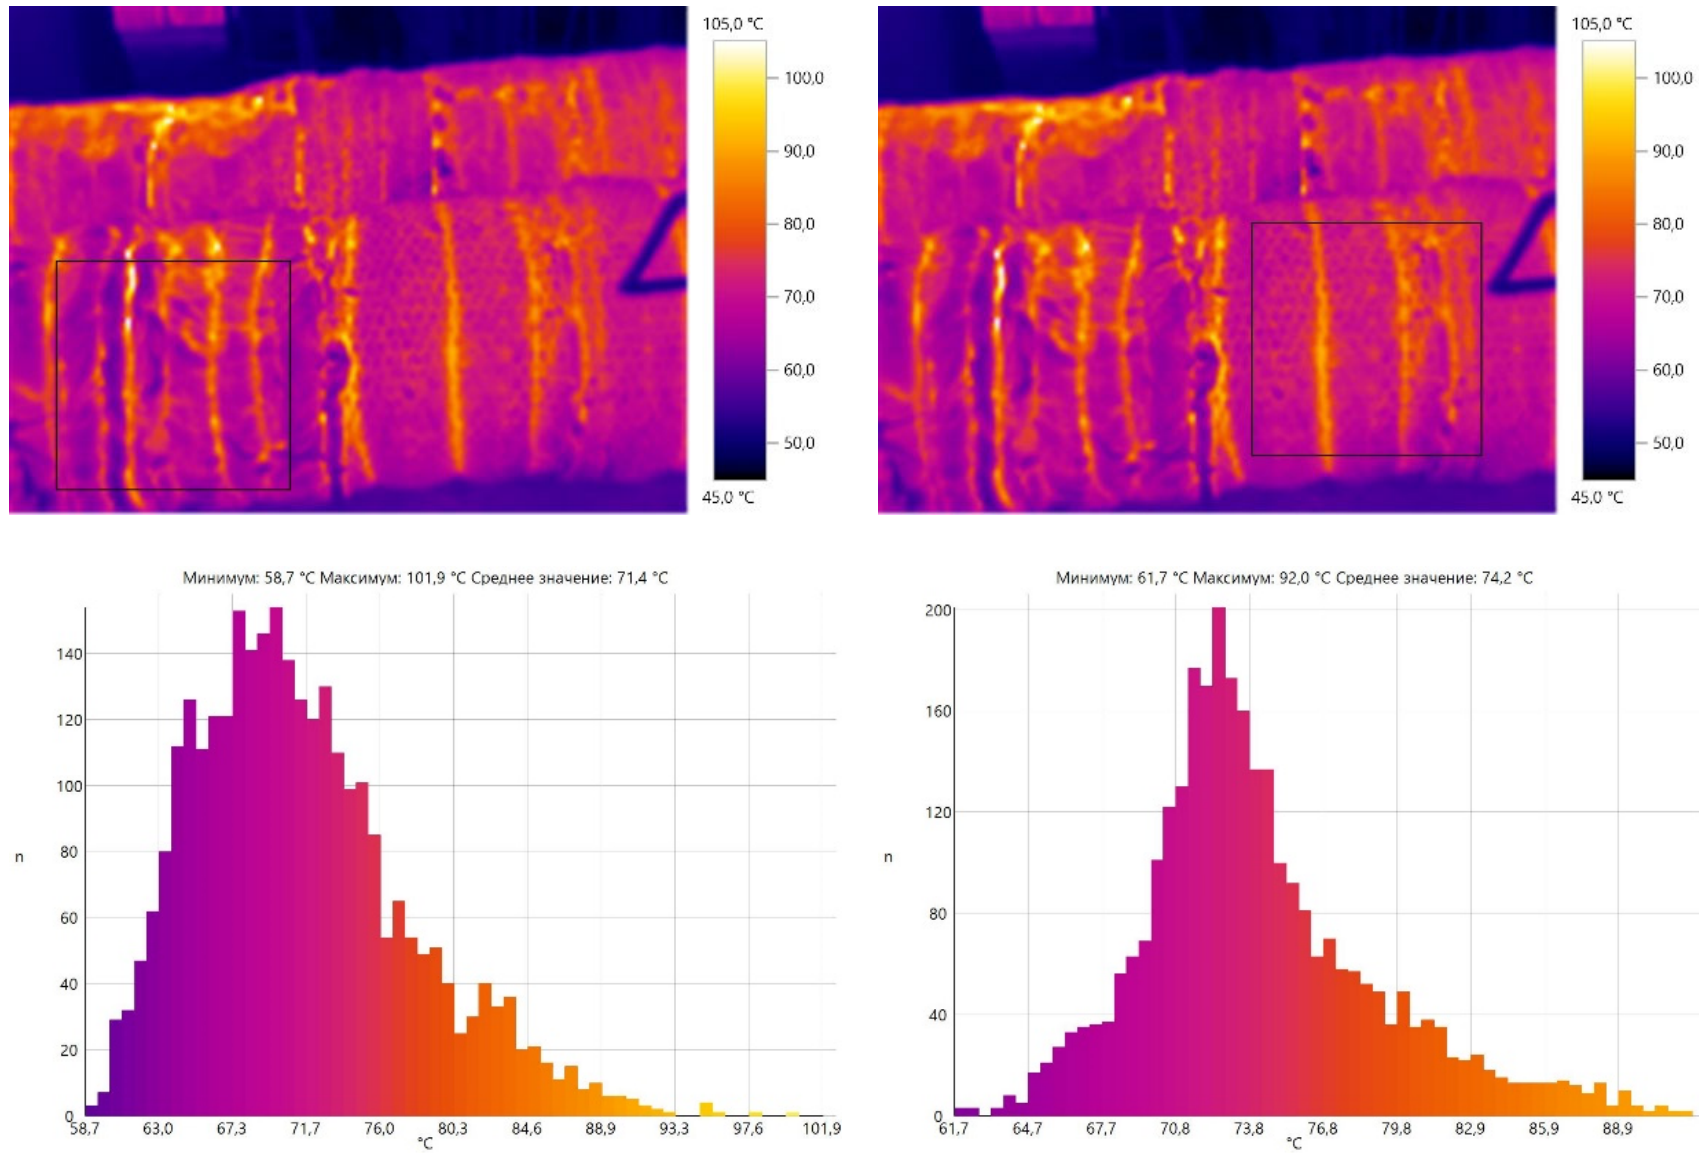 105,0 °C
100,0
90,0
80,0
70,0
60,0
50,0
45,0 °C
105,0 °C
100,0
90,0
80,0
70,0
60,0
50,0
45,0 °C
Минимум: 58,7 °C Максимум: 101,9 °C Среднее значение: 71,4 °C
140
120
100
80
60
40
20
0
n
58,7 63,0 67,3 71,7 76,0 80,3 84,6 88,9 93,3 97,6 101,9
°C
Минимум: 61,7 °C Максимум: 92,0 °C Среднее значение: 74,2 °C
200
160
120
80
40
0
n
61,7 64,7 67,7 70,8 73,8 76,8 79,8 82,9 85,9 88,9
°C